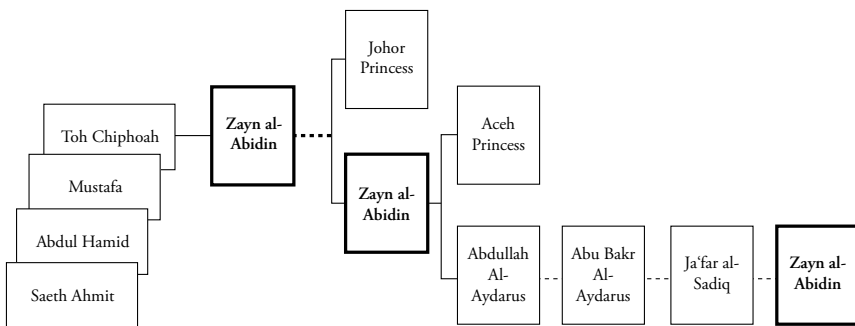 Johor
Princess
Toh Chiphoah
Zayn al-
Abidin
Aceh
Princess
Mustafa
Zayn al-
Abidin
Abdul Hamid
Abdullah
Al-
Aydarus
Abu Bakr
Al-
Aydarus
Ja‘far al-
Sadiq
Zayn al-
Abidin
Saeth Ahmit